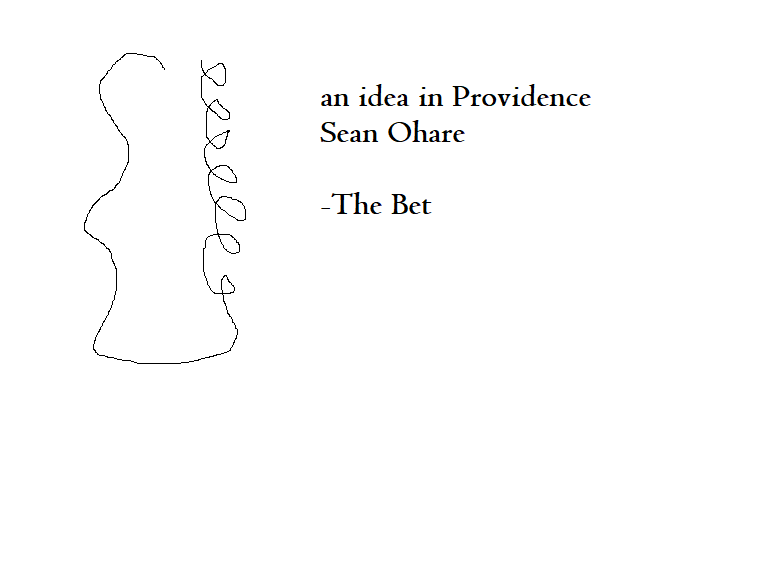 an idea in Providence
Sean Ohare
-The Bet